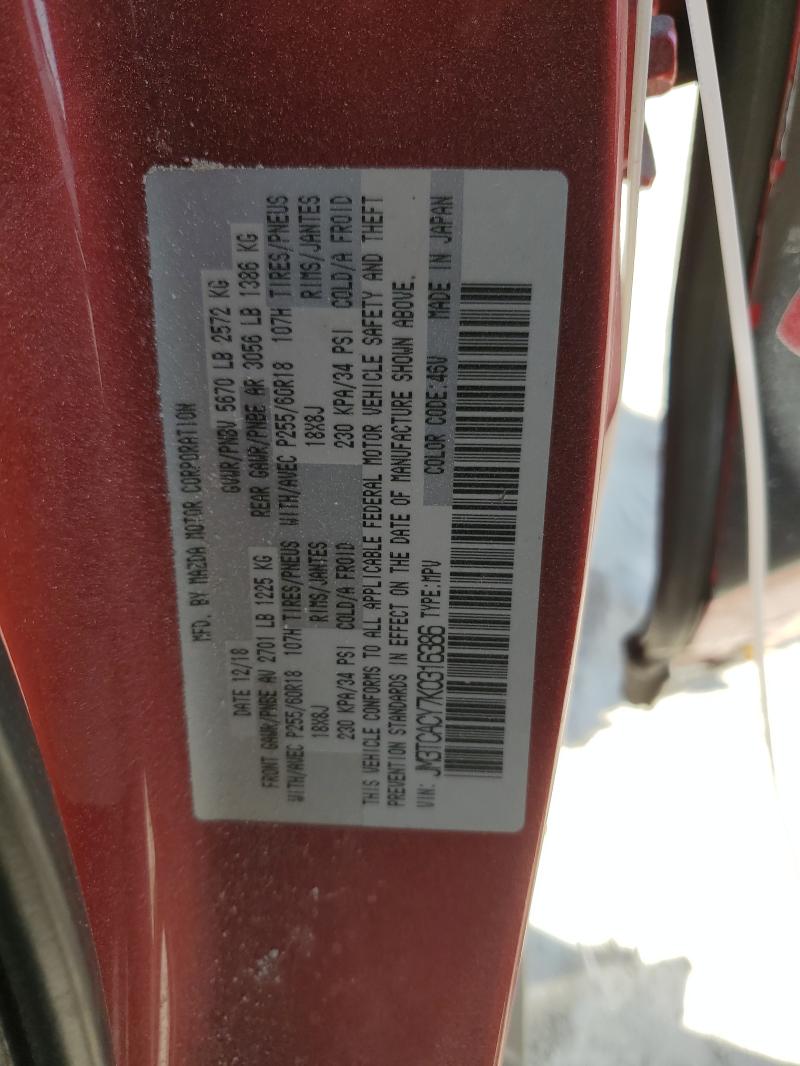 MFD. BY MAZDA MOTOR CORPORATION
DATE 12/18 GVWR/PNBV 5670 LB 2572 KG
FRONT GAWR/PNBE AV 2701 LB 1225 KG REAR GAWR/PNBE AR 3056 LB 1386 KG
WITH/AVEC P255/60R18 107H TIRES/PNEUS WITH/AVEC P255/60R18 107H TIRES/PNEUS
18X8J RIMS/JANTES 18X8J RIMS/JANTES
230 KPA/34 PSI COLD/A FROID 230 KPA/34 PSI COLD/A FROID
THIS VEHICLE CONFORMS TO ALL APPLICABLE FEDERAL MOTOR VEHICLE SAFETY AND THEFT
PREVENTION STANDARDS IN EFFECT ON THE DATE OF MANUFACTURE SHOWN ABOVE.
VIN: JM3TCACY7K0316386 TYPE:MPV COLOR CODE:46V MADE IN JAPAN